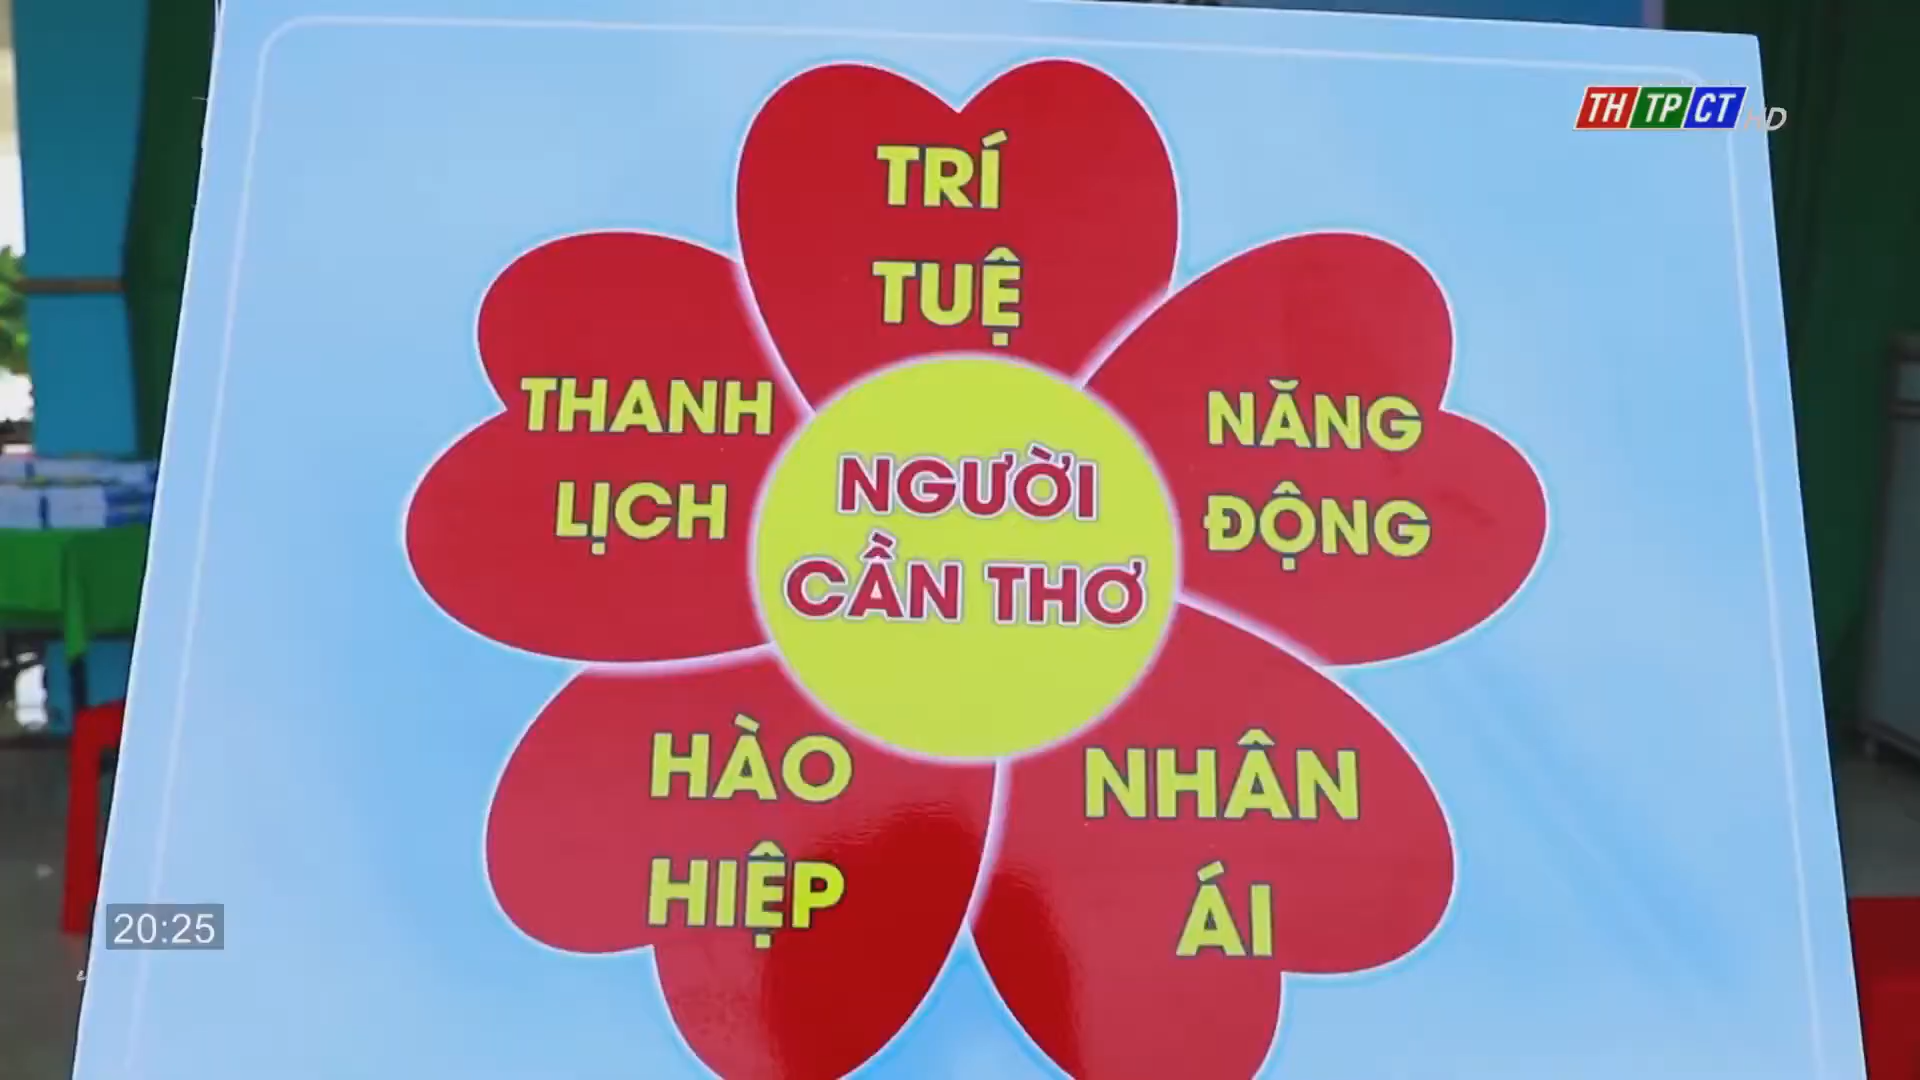 TRÍ
TUỆ
THTPCT HD
THANH
LỊCH
NĂNG
ĐỘNG
NGƯỜI
CẦN THƠ
HÀO
HIỆP
NHÂN
ÁI
20:25